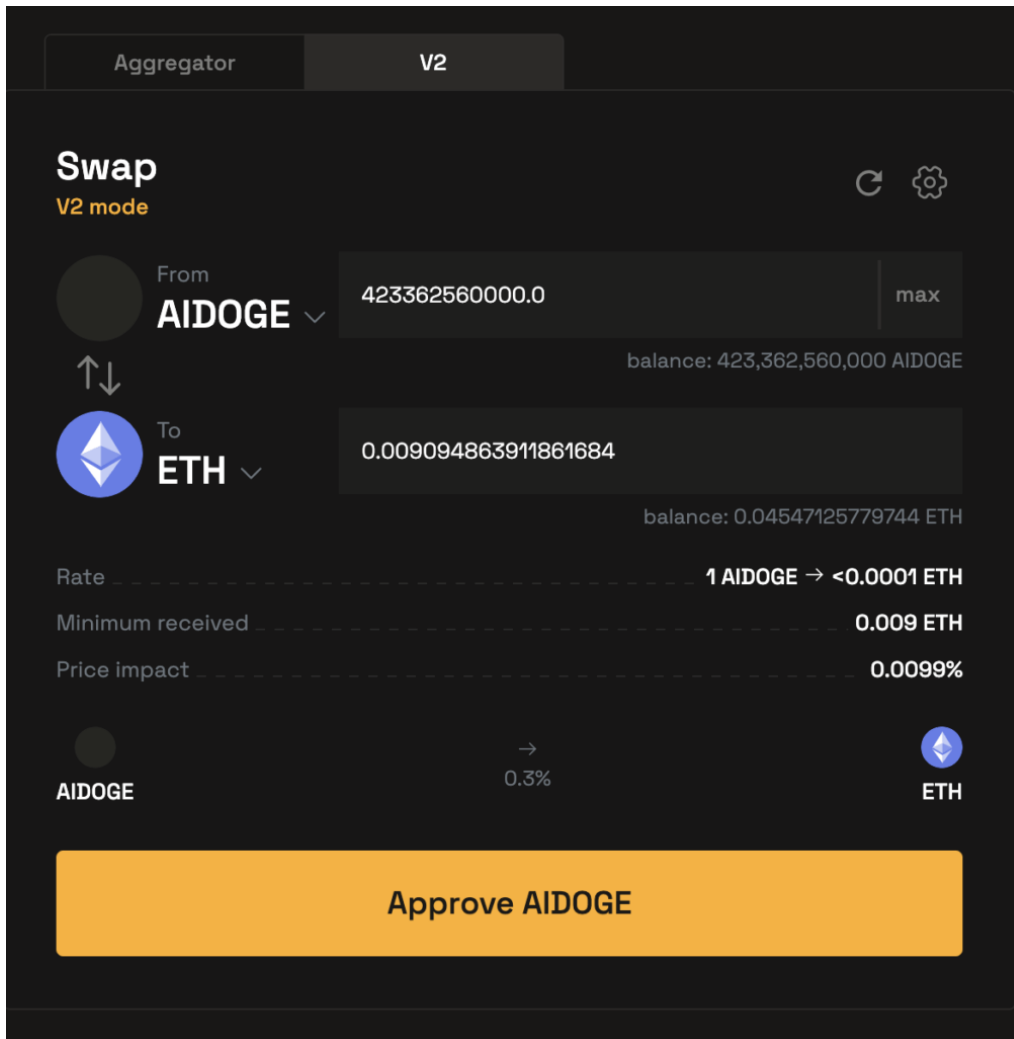 Aggregator
V2
Swap
V2 mode
From
AIDOGE
423362560000.0
max
balance: 423,362,560,000 AIDOGE
To
ETH
0.009094863911861684
balance: 0.04547125779744 ETH
Rate 1 AIDOGE → <0.0001 ETH
Minimum received 0.009 ETH
Price impact 0.0099%
→
0.3%
AIDOGE
ETH
Approve AIDOGE